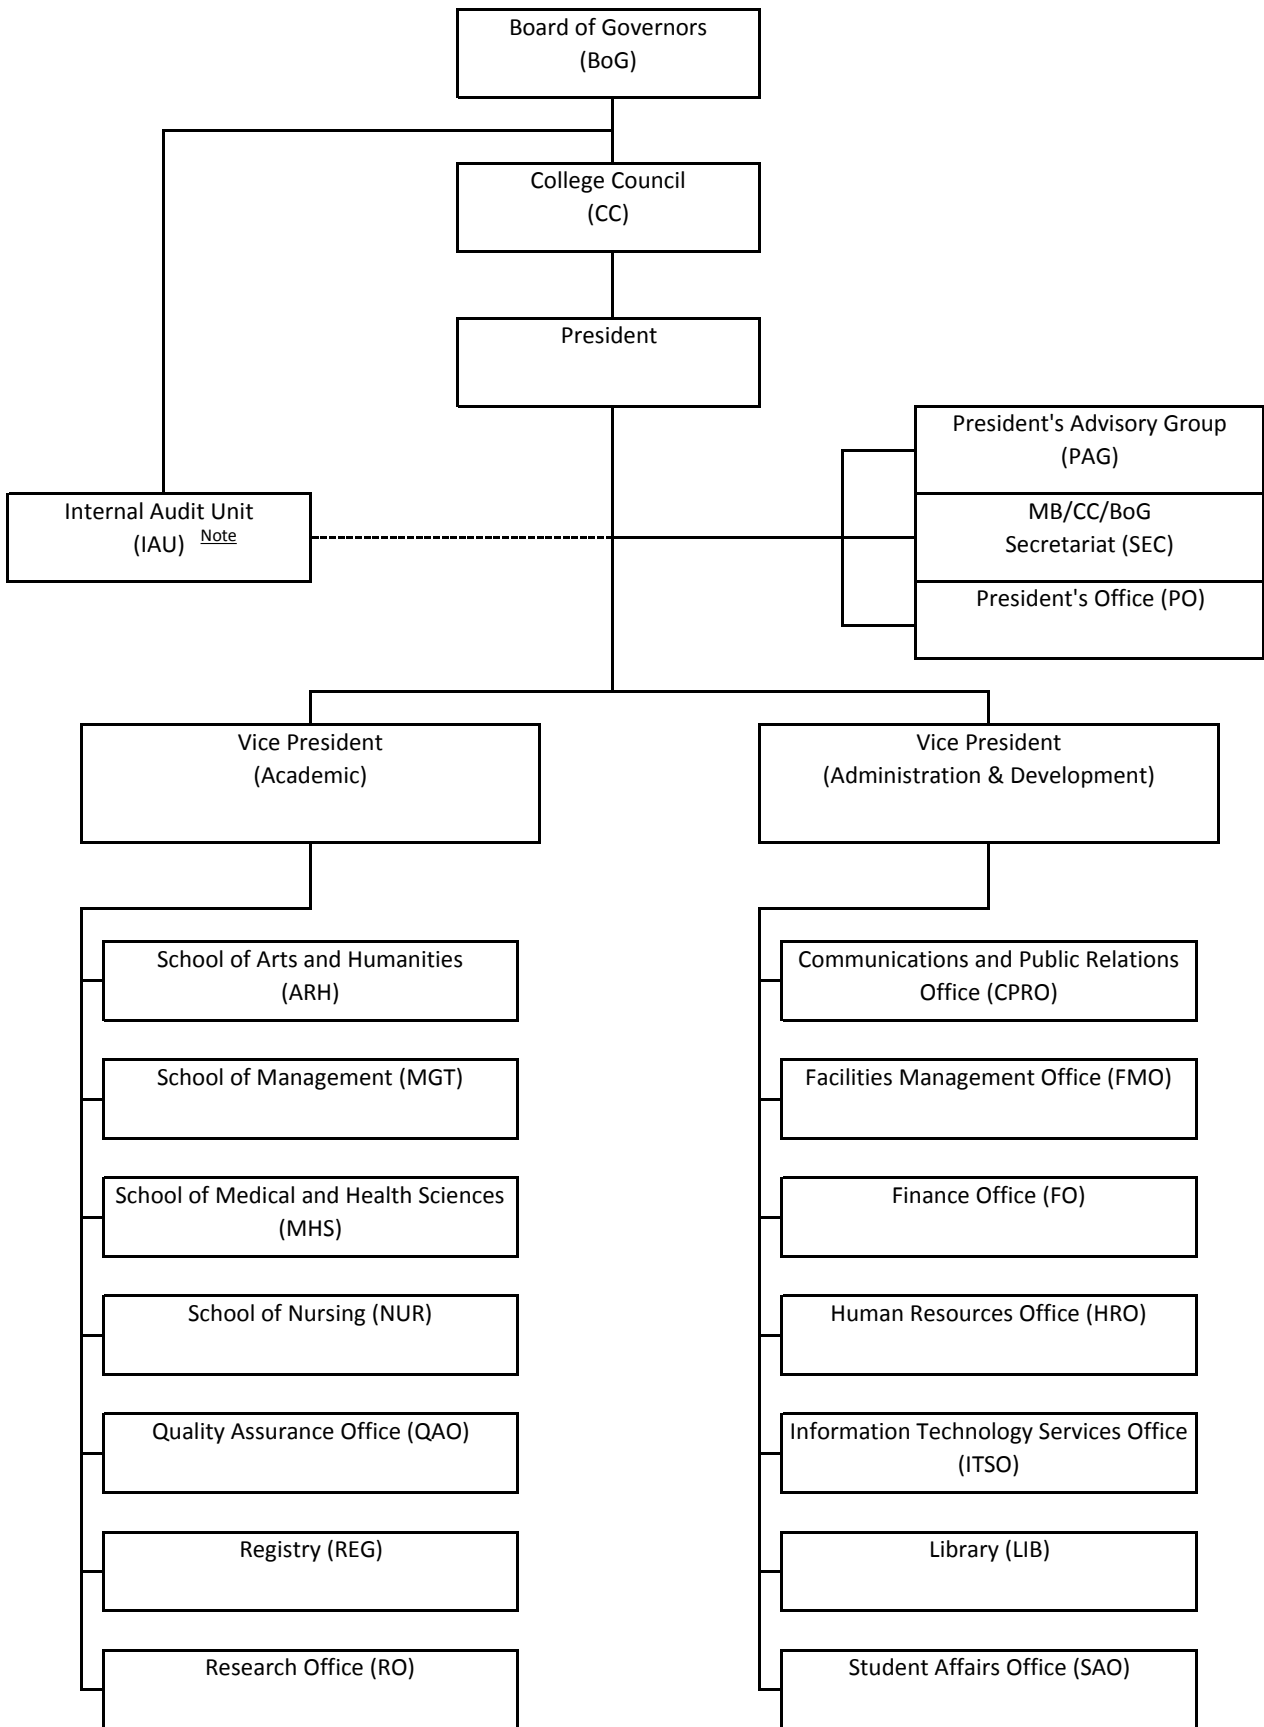 Board of Governors
(BoG)
College Council
(CC)
President
President's Advisory Group
(PAG)
Internal Audit Unit
(IAU) Note
MB/CC/BoG
Secretariat (SEC)
President's Office (PO)
Vice President
(Academic)
Vice President
(Administration & Development)
School of Arts and Humanities
(ARH)
School of Management (MGT)
School of Medical and Health Sciences
(MHS)
School of Nursing (NUR)
Quality Assurance Office (QAO)
Registry (REG)
Research Office (RO)
Communications and Public Relations
Office (CPRO)
Facilities Management Office (FMO)
Finance Office (FO)
Human Resources Office (HRO)
Information Technology Services Office
(ITSO)
Library (LIB)
Student Affairs Office (SAO)